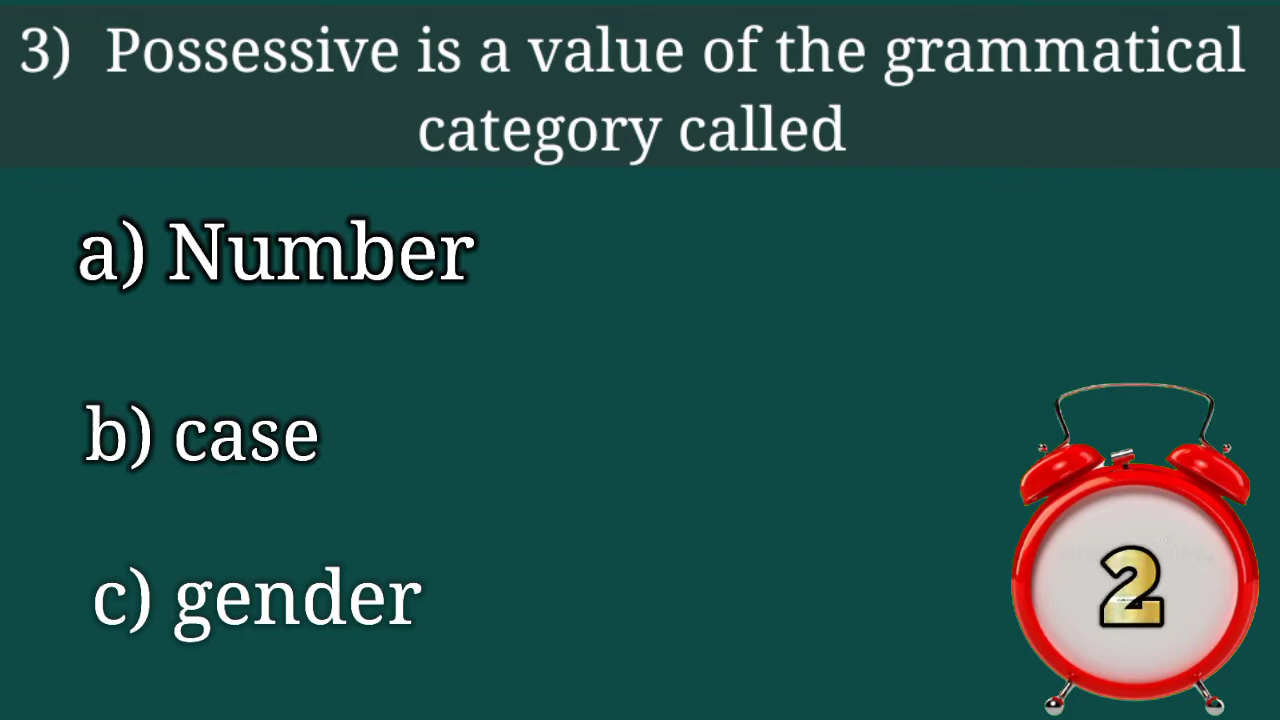 3) Possessive is a value of the grammatical
category called
a) Number
b) case
c) gender
2